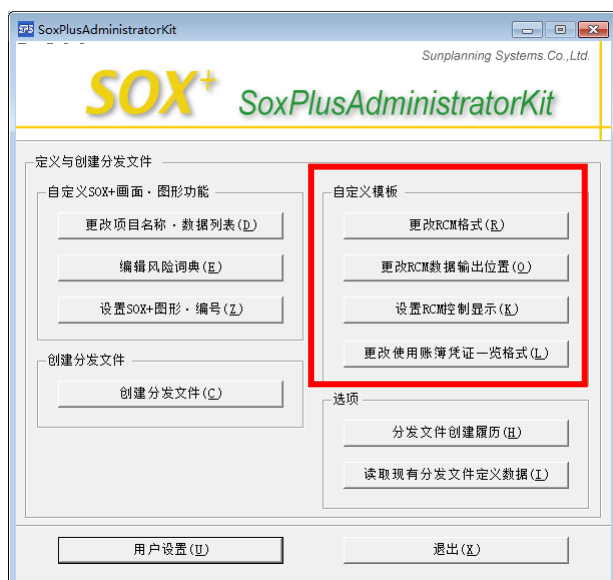 SPS SoxPlusAdministratorKit
Sunplanning Systems.Co.,Ltd.
SOX+ SoxPlusAdministratorKit
定义与创建分发文件
自定义SOX+画面・图形功能
更改项目名称・数据列表(D)
编辑风险词典(E)
设置SOX+图形・编号(Z)
创建分发文件
创建分发文件(C)
自定义模板
更改RCM格式(R)
更改RCM数据输出位置(O)
设置RCM控制显示(K)
更改使用账簿凭证一览格式(L)
选项
分发文件创建履历(H)
读取现有分发文件定义数据(I)
用户设置(U)
退出(X)